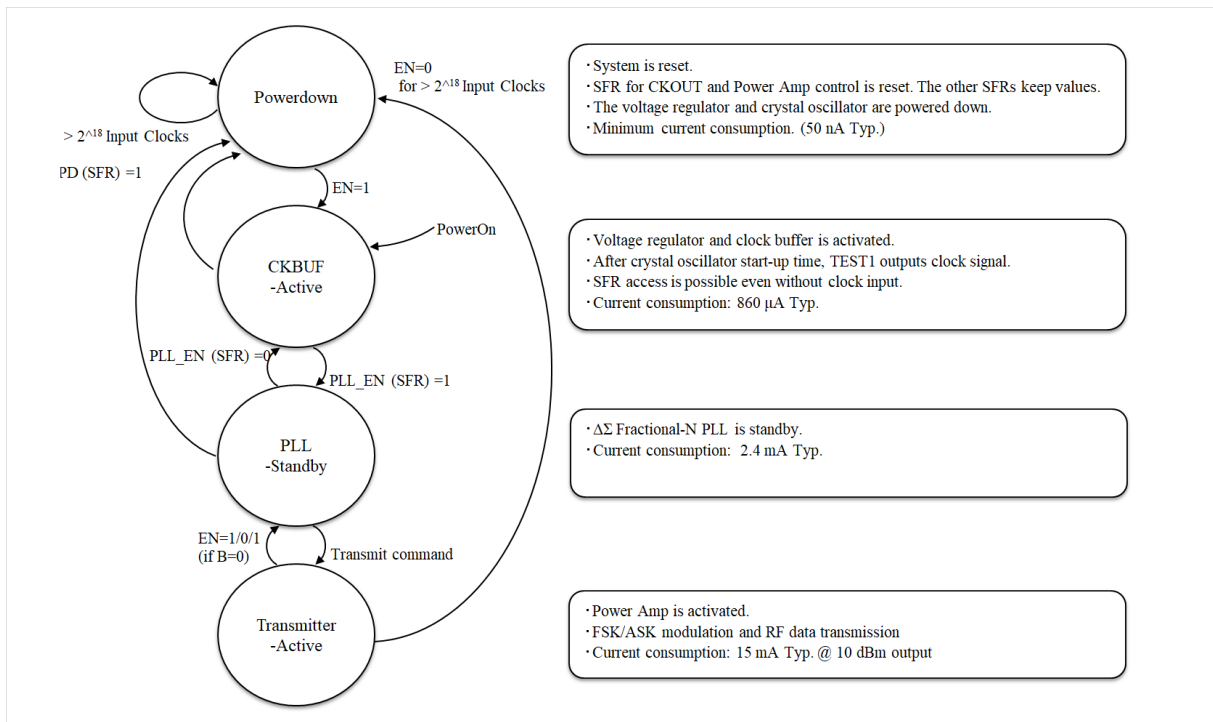 EN=0
for > 2^18 Input Clocks
Powerdown
> 2^18 Input Clocks
PD (SFR) =1
EN=1
PowerOn
CKBUF
-Active
PLL_EN (SFR) =0
PLL_EN (SFR) =1
PLL
-Standby
EN=1/0/1
(if B=0)
Transmit command
Transmitter
-Active
・System is reset.
・SFR for CKOUT and Power Amp control is reset. The other SFRs keep values.
・The voltage regulator and crystal oscillator are powered down.
・Minimum current consumption. (50 nA Typ.)
・Voltage regulator and clock buffer is activated.
・After crystal oscillator start-up time, TEST1 outputs clock signal.
・SFR access is possible even without clock input.
・Current consumption: 860 μA Typ.
・ΔΣ Fractional-N PLL is standby.
・Current consumption: 2.4 mA Typ.
・Power Amp is activated.
・FSK/ASK modulation and RF data transmission
・Current consumption: 15 mA Typ. @ 10 dBm output